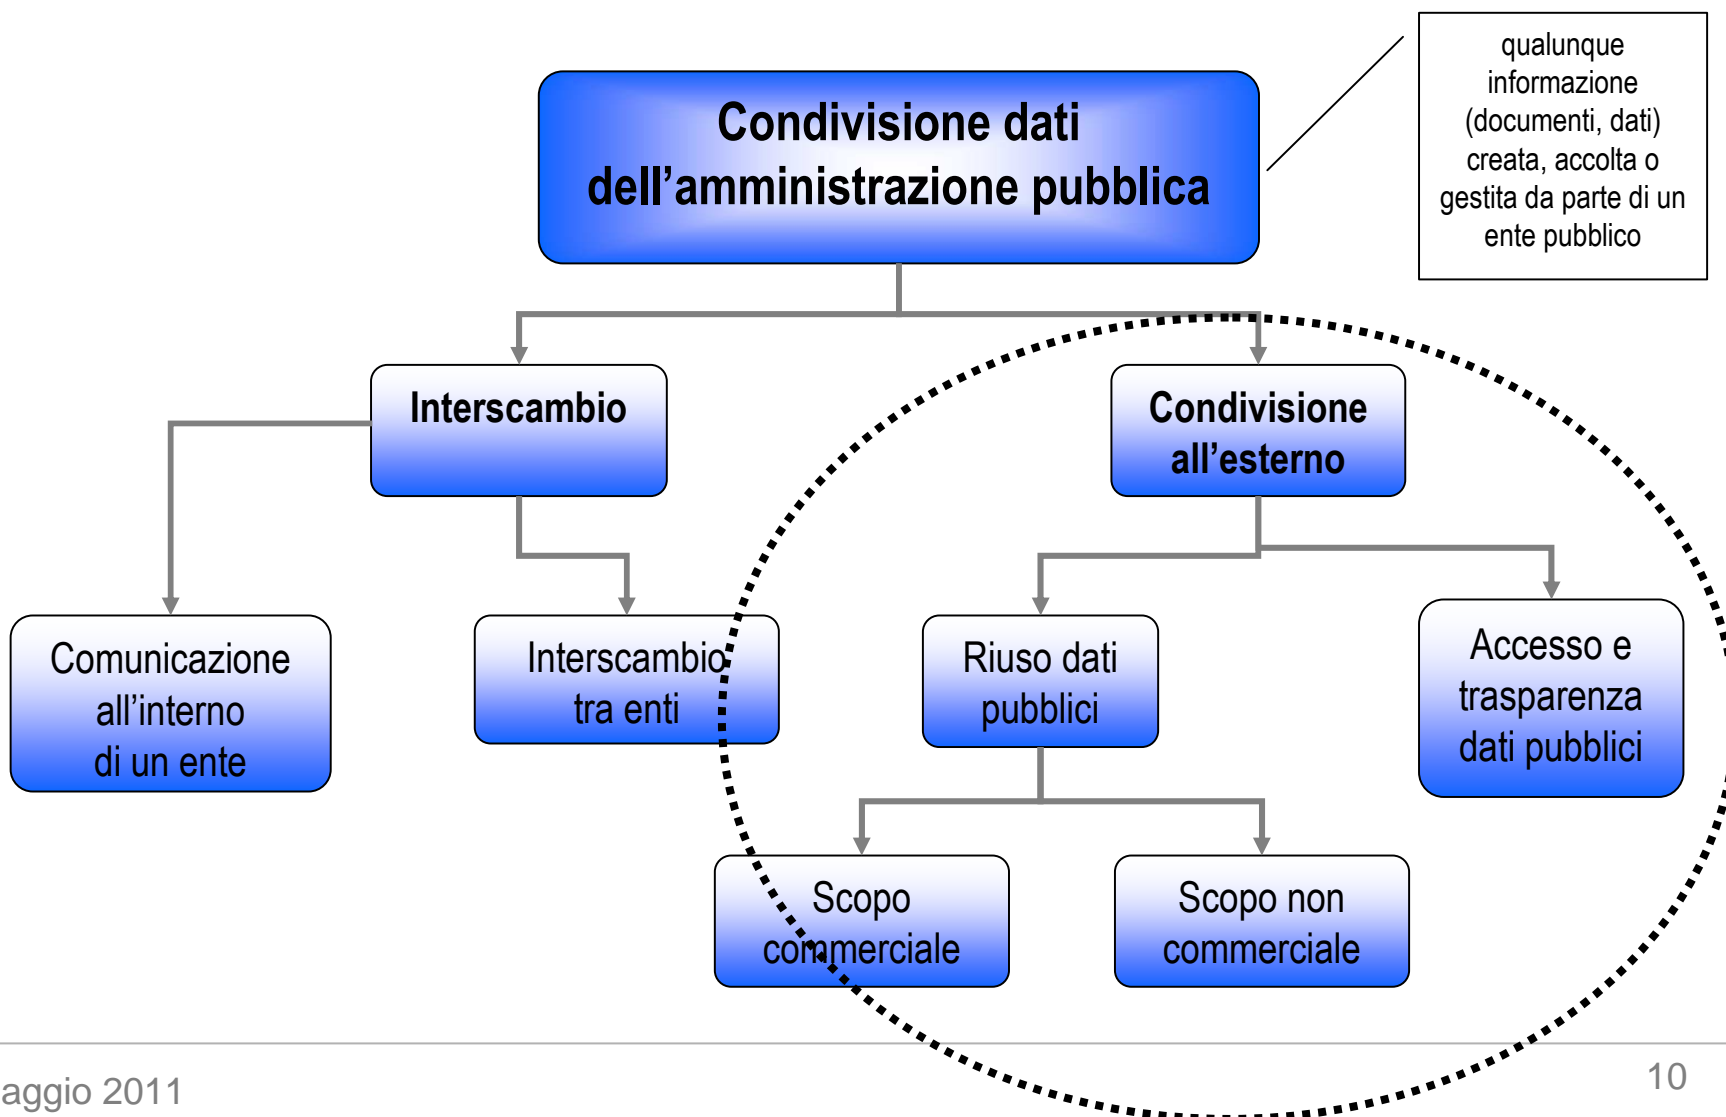 qualunque
informazione
(documenti, dati)
creata, accolta o
gestita da parte di un
ente pubblico
Condivisione dati
dell’amministrazione pubblica
Interscambio
Condivisione
all’esterno
Comunicazione
all’interno
di un ente
Interscambio
tra enti
Riuso dati
pubblici
Accesso e
trasparenza
dati pubblici
Scopo
commerciale
Scopo non
commerciale
aggio 2011
10